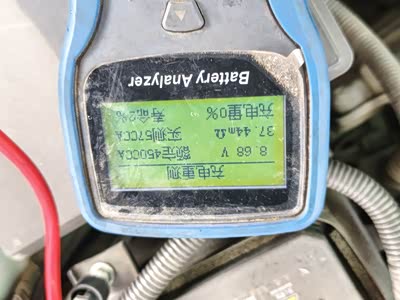 充电重测
8.68 V 额定450CCA
37.44mΩ 实测57CCA
充电量0% 寿命2%
Battery Analyzer